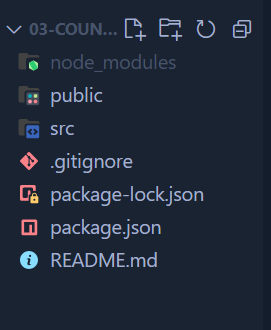 03-COUN...
node_modules
public
src
.gitignore
package-lock.json
package.json
README.md